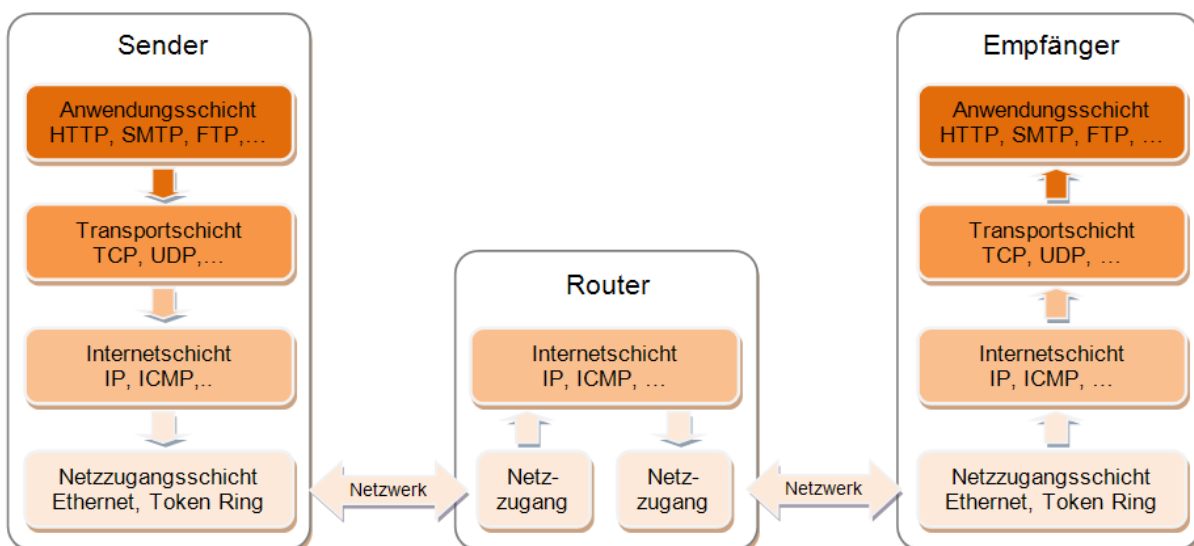 Sender
Anwendungsschicht
HTTP, SMTP, FTP,…
Transportschicht
TCP, UDP,…
Internetschicht
IP, ICMP,..
Netzzugangsschicht
Ethernet, Token Ring
Netzwerk
Router
Internetschicht
IP, ICMP, …
Netz-
zugang
Netz-
zugang
Netzwerk
Empfänger
Anwendungsschicht
HTTP, SMTP, FTP, …
Transportschicht
TCP, UDP, …
Internetschicht
IP, ICMP, …
Netzzugangsschicht
Ethernet, Token Ring